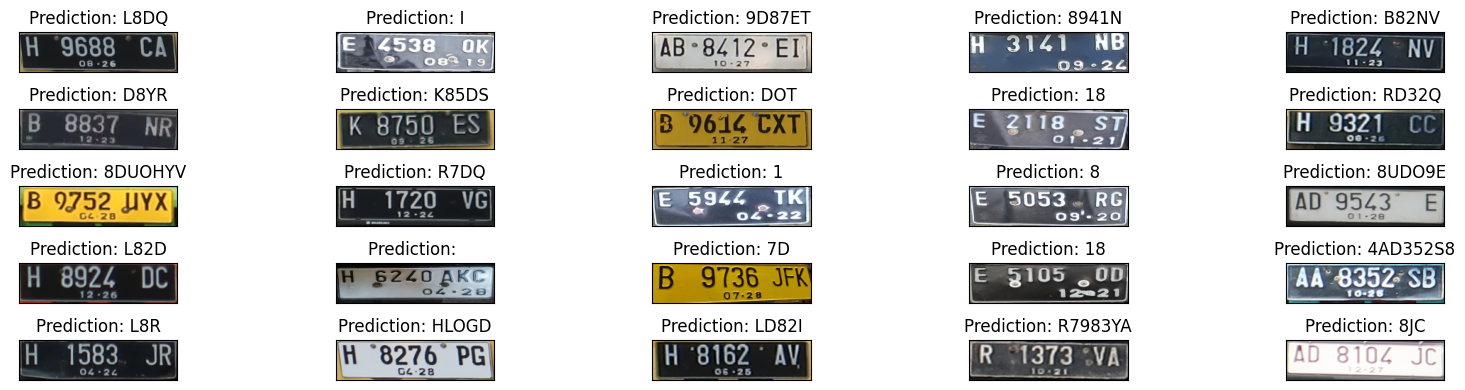 Prediction: L8DQ
H 9688 CA
08·26
Prediction: I
E 4538 OK
08·19
Prediction: 9D87ET
AB 8412 EI
10·27
Prediction: 8941N
H 3141 NB
09·24
Prediction: B82NV
H 1824 NV
11·23
Prediction: D8YR
B 8837 NR
12·23
Prediction: K85DS
K 8750 ES
09·26
Prediction: DOT
B 9614 CXT
11·27
Prediction: 18
E 2118 ST
01·21
Prediction: RD32Q
H 9321 CC
06·26
Prediction: 8DUOHYV
B 9752 UYX
04·28
Prediction: R7DQ
H 1720 VG
12·24
Prediction: 1
E 5944 TK
04·22
Prediction: 8
E 5053 RG
09·20
Prediction: 8UDO9E
AD 9543 E
01·28
Prediction: L82D
H 8924 DC
12·26
Prediction:
H 6240 AKC
04·28
Prediction: 7D
B 9736 JFK
07·28
Prediction: 18
E 5105 OD
12·21
Prediction: 4AD352S8
AA 8352 SB
10·25
Prediction: L8R
H 1583 JR
04·24
Prediction: HLOGD
H 8276 PG
04·28
Prediction: LD82I
H 8162 AV
06·25
Prediction: R7983YA
R 1373 VA
10·21
Prediction: 8JC
AD 8104 JC
12·27